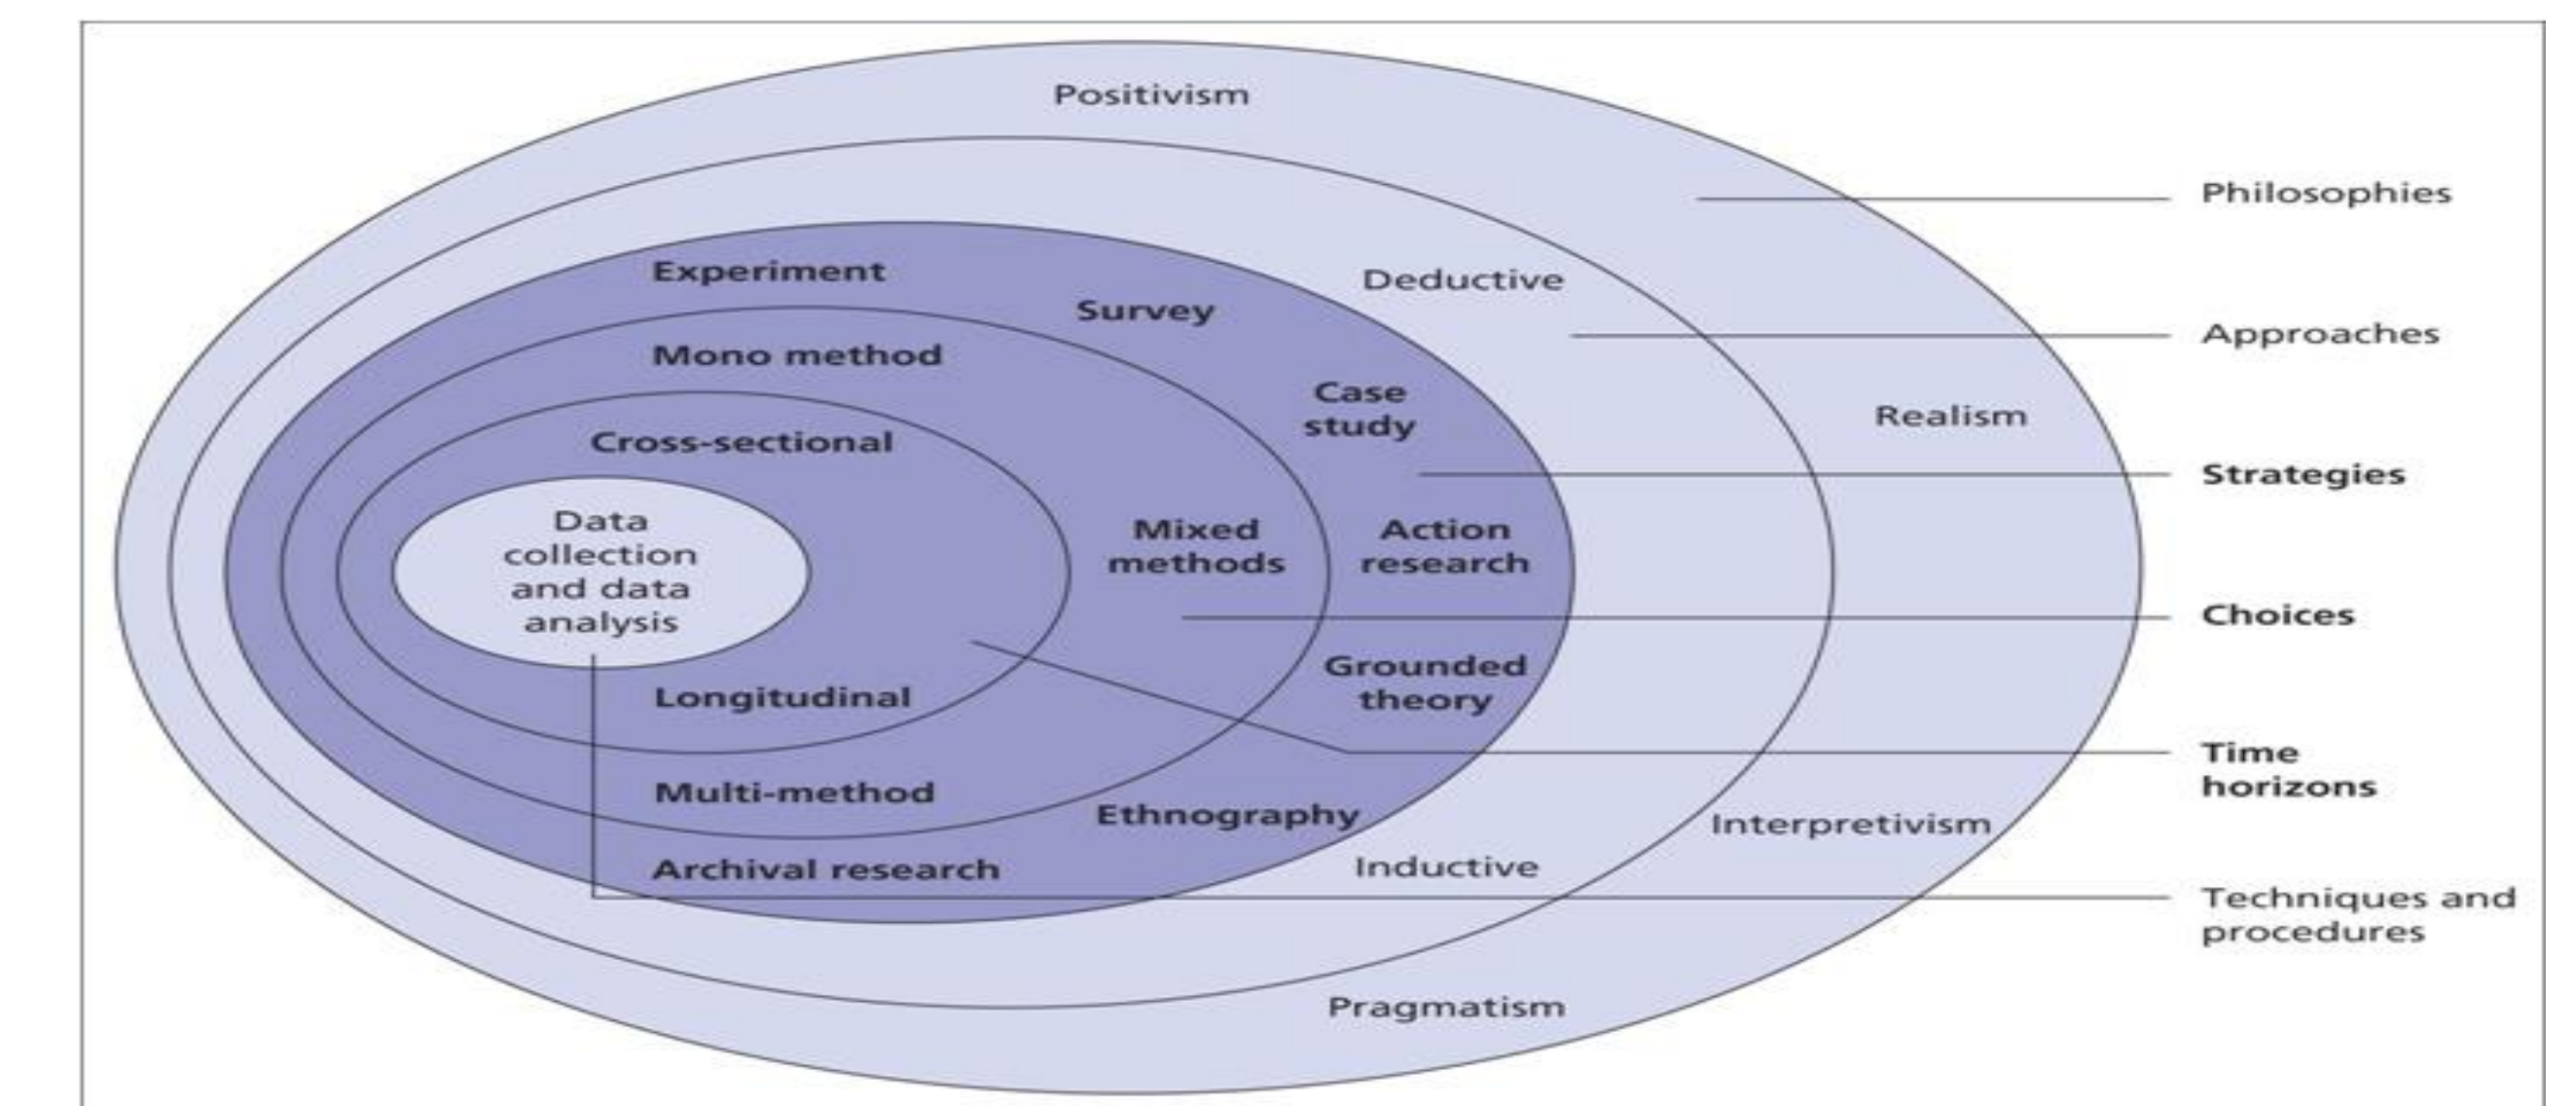 Positivism
Philosophies
Experiment
Deductive
Survey
Approaches
Mono method
Case
study
Realism
Cross-sectional
Strategies
Data
collection
and data
analysis
Mixed
methods
Action
research
Choices
Grounded
theory
Longitudinal
Time
horizons
Multi-method
Ethnography
Interpretivism
Archival research
Inductive
Techniques and
procedures
Pragmatism